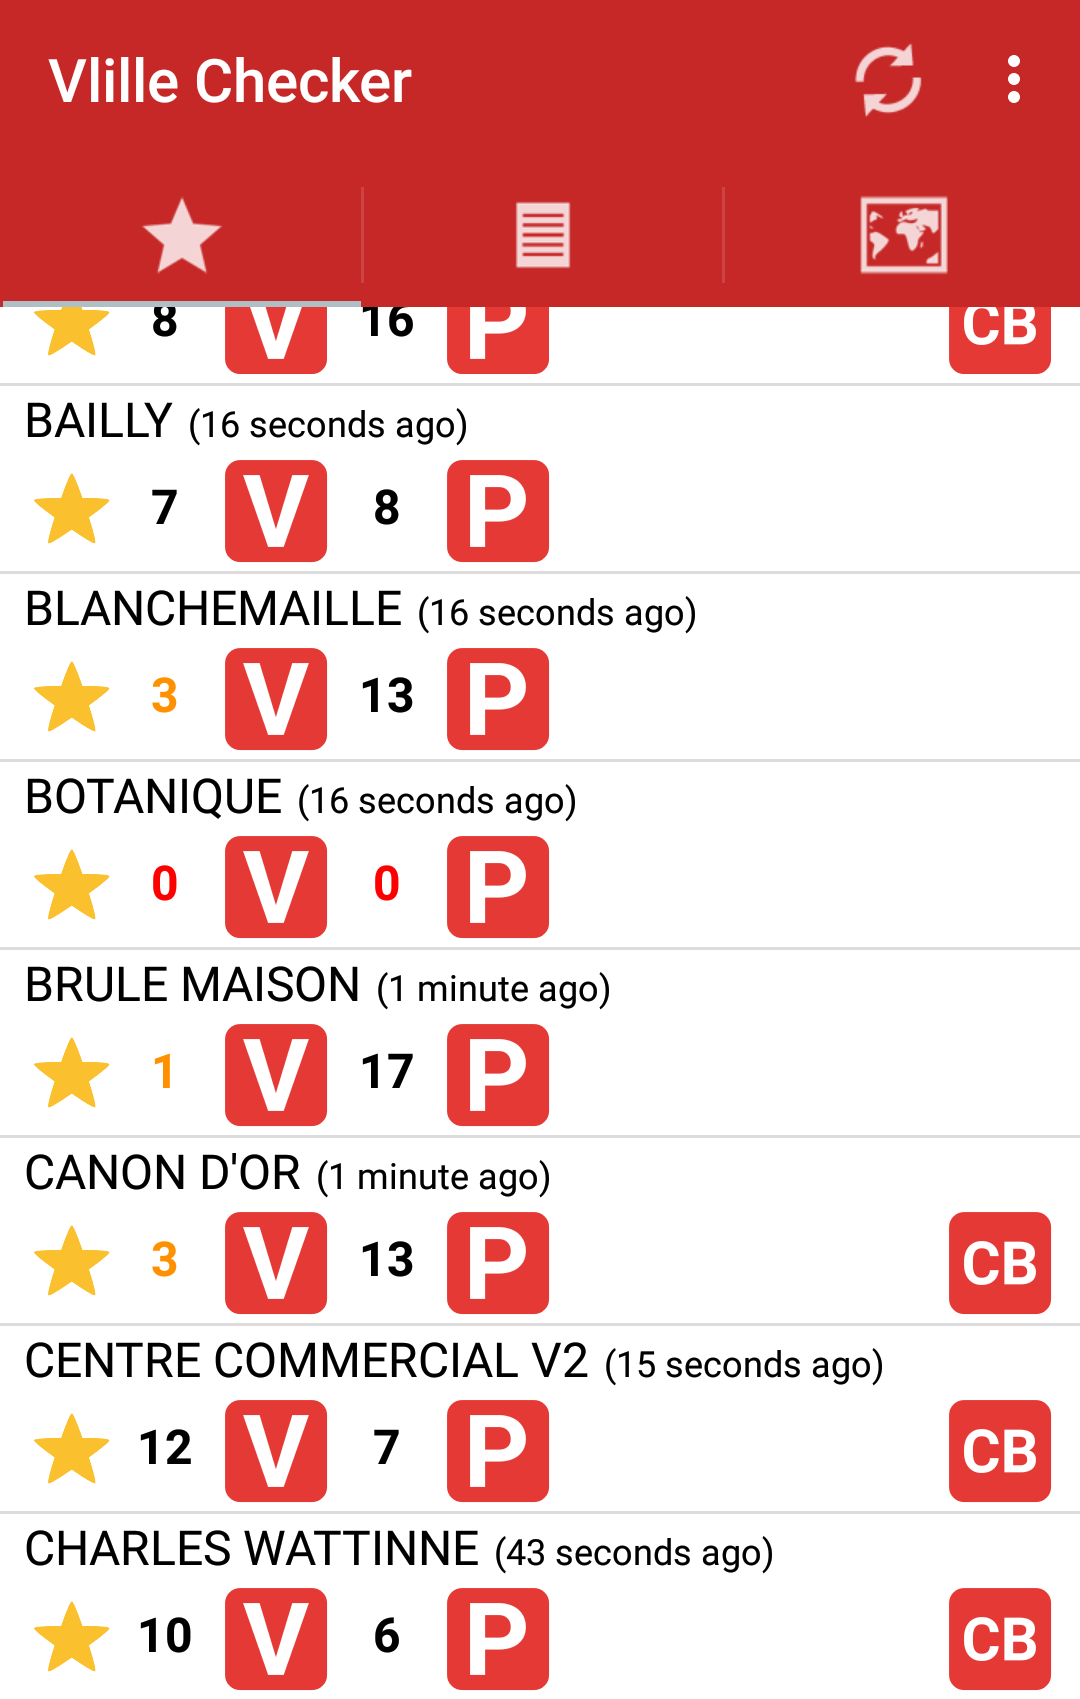 Vlille Checker
8 V 16 P CB
BAILLY (16 seconds ago)
7 V 8 P
BLANCHEMAILLE (16 seconds ago)
3 V 13 P
BOTANIQUE (16 seconds ago)
0 V 0 P
BRULE MAISON (1 minute ago)
1 V 17 P
CANON D'OR (1 minute ago)
3 V 13 P CB
CENTRE COMMERCIAL V2 (15 seconds ago)
12 V 7 P CB
CHARLES WATTINNE (43 seconds ago)
10 V 6 P CB